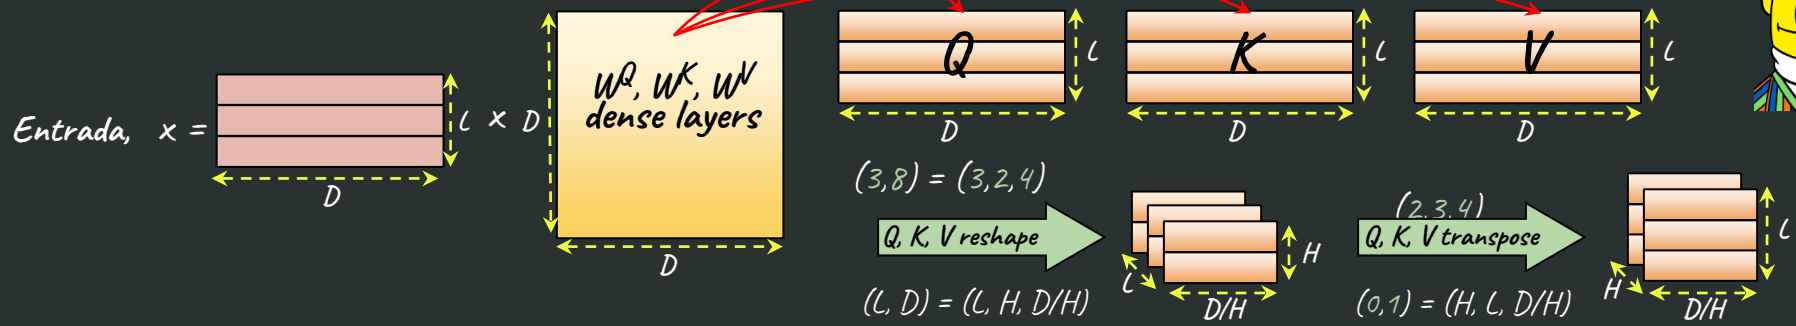 Entrada, x =
L
D
x
D
W^Q, W^K, W^V
dense layers
D
Q
L
D
K
L
D
V
L
D
(3,8) = (3,2,4)
Q, K, V reshape
(L, D) = (L, H, D/H)
H
L
D/H
(2,3,4)
Q, K, V transpose
(0,1) = (H, L, D/H)
L
H
D/H